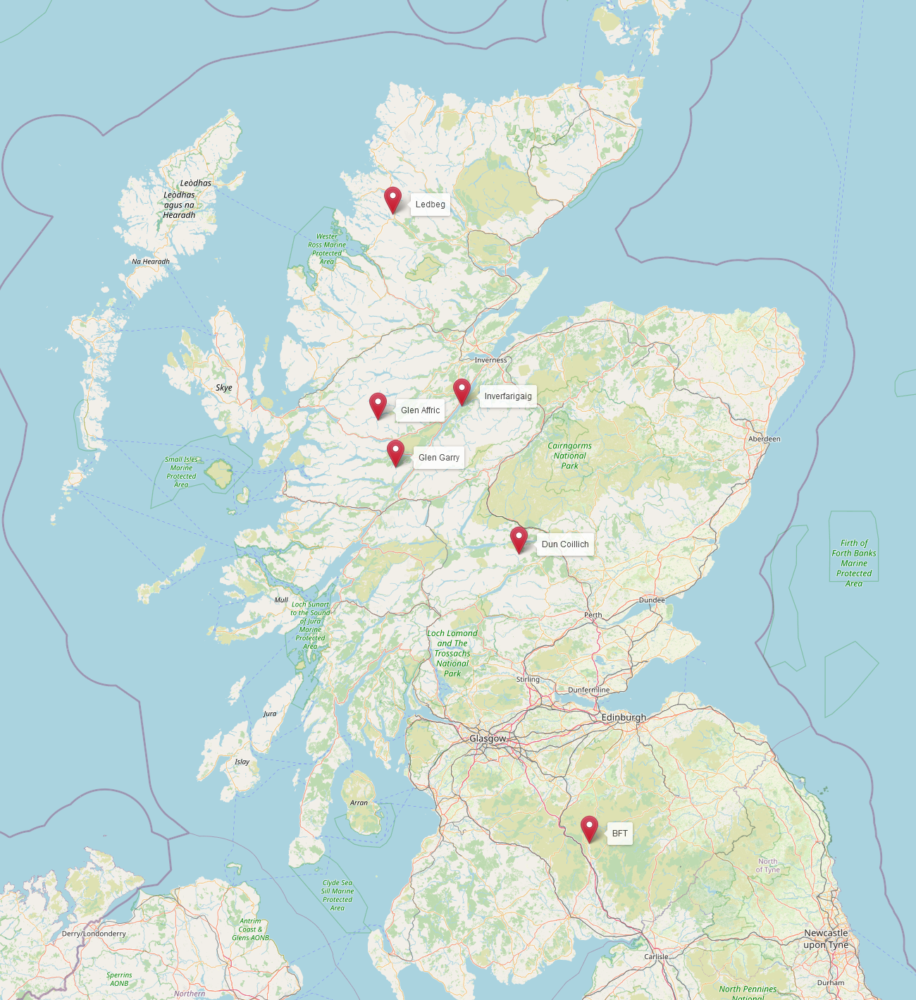 Leòdhas
Leòdhas
agus na
Hearadh
Ledbeg
Wester
Ross Marine
Protected
Area
Na Hearadh
Inverness
Skye
Inverfarigaig
Glen Affric
Glen Garry
Cairngorms
National
Park
Aberdeen
Small Isles
Marine
Protected
Area
Dun Coillich
Firth of
Forth Banks
Marine
Protected
Area
Mull
Loch Sunart
to the Sound
of Jura
Marine
Protected
Area
Dundee
Perth
Loch Lomond
and The
Trossachs
National
Park
Stirling
Dunfermline
Jura
Edinburgh
Glasgow
Islay
Arran
BFT
North
of Tyne
Clyde Sea
Sill Marine
Protected
Area
Antrim
Coast &
Glens AONB
Derry/Londonderry
Newcastle
upon Tyne
Carlisle
Sperrins
AONB
Durham
Northern
North Pennines
National